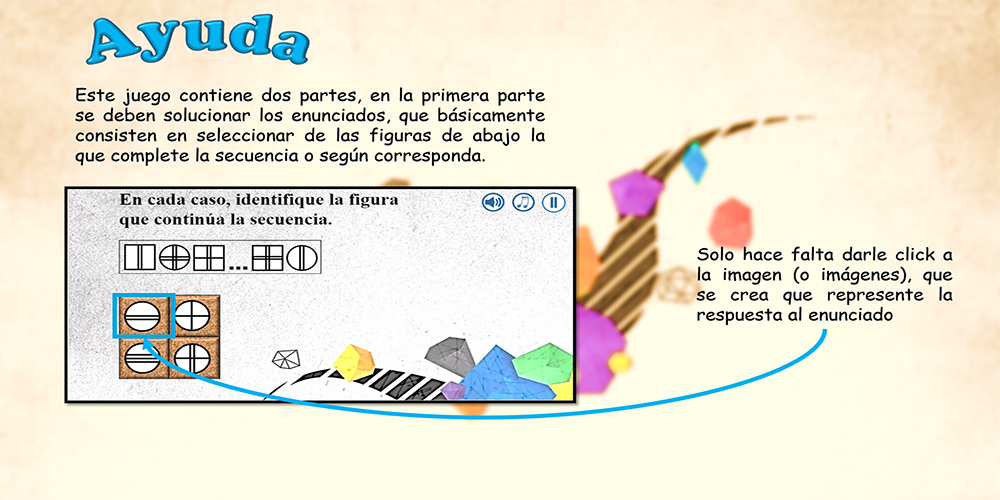 Ayuda
Este juego contiene dos partes, en la primera parte
se deben solucionar los enunciados, que básicamente
consisten en seleccionar de las figuras de abajo la
que complete la secuencia o según corresponda.
En cada caso, identifique la figura
que continúa la secuencia.
...
Solo hace falta darle click a
la imagen (o imágenes), que
se crea que represente la
respuesta al enunciado